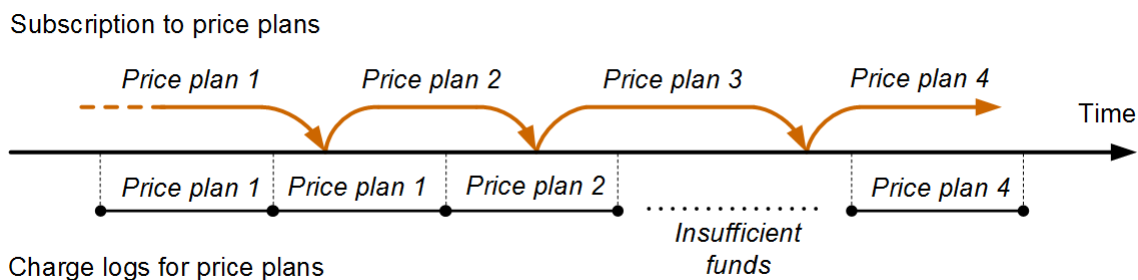 Subscription to price plans
Price plan 1 Price plan 2 Price plan 3 Price plan 4
Time
Price plan 1 Price plan 1 Price plan 2 Price plan 4
Insufficient
funds
Charge logs for price plans